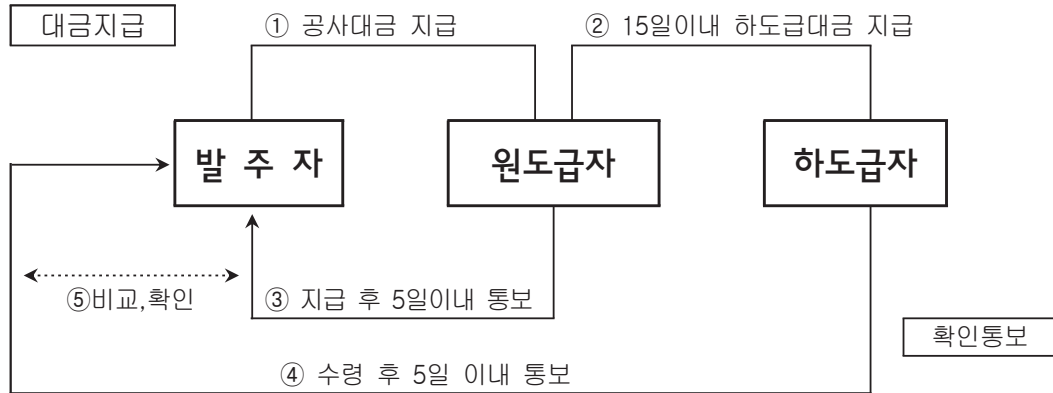 대금지급
① 공사대금 지급
② 15일이내 하도급대금 지급
발 주 자
원도급자
하도급자
⑤비교,확인
③ 지급 후 5일이내 통보
확인통보
④ 수령 후 5일 이내 통보